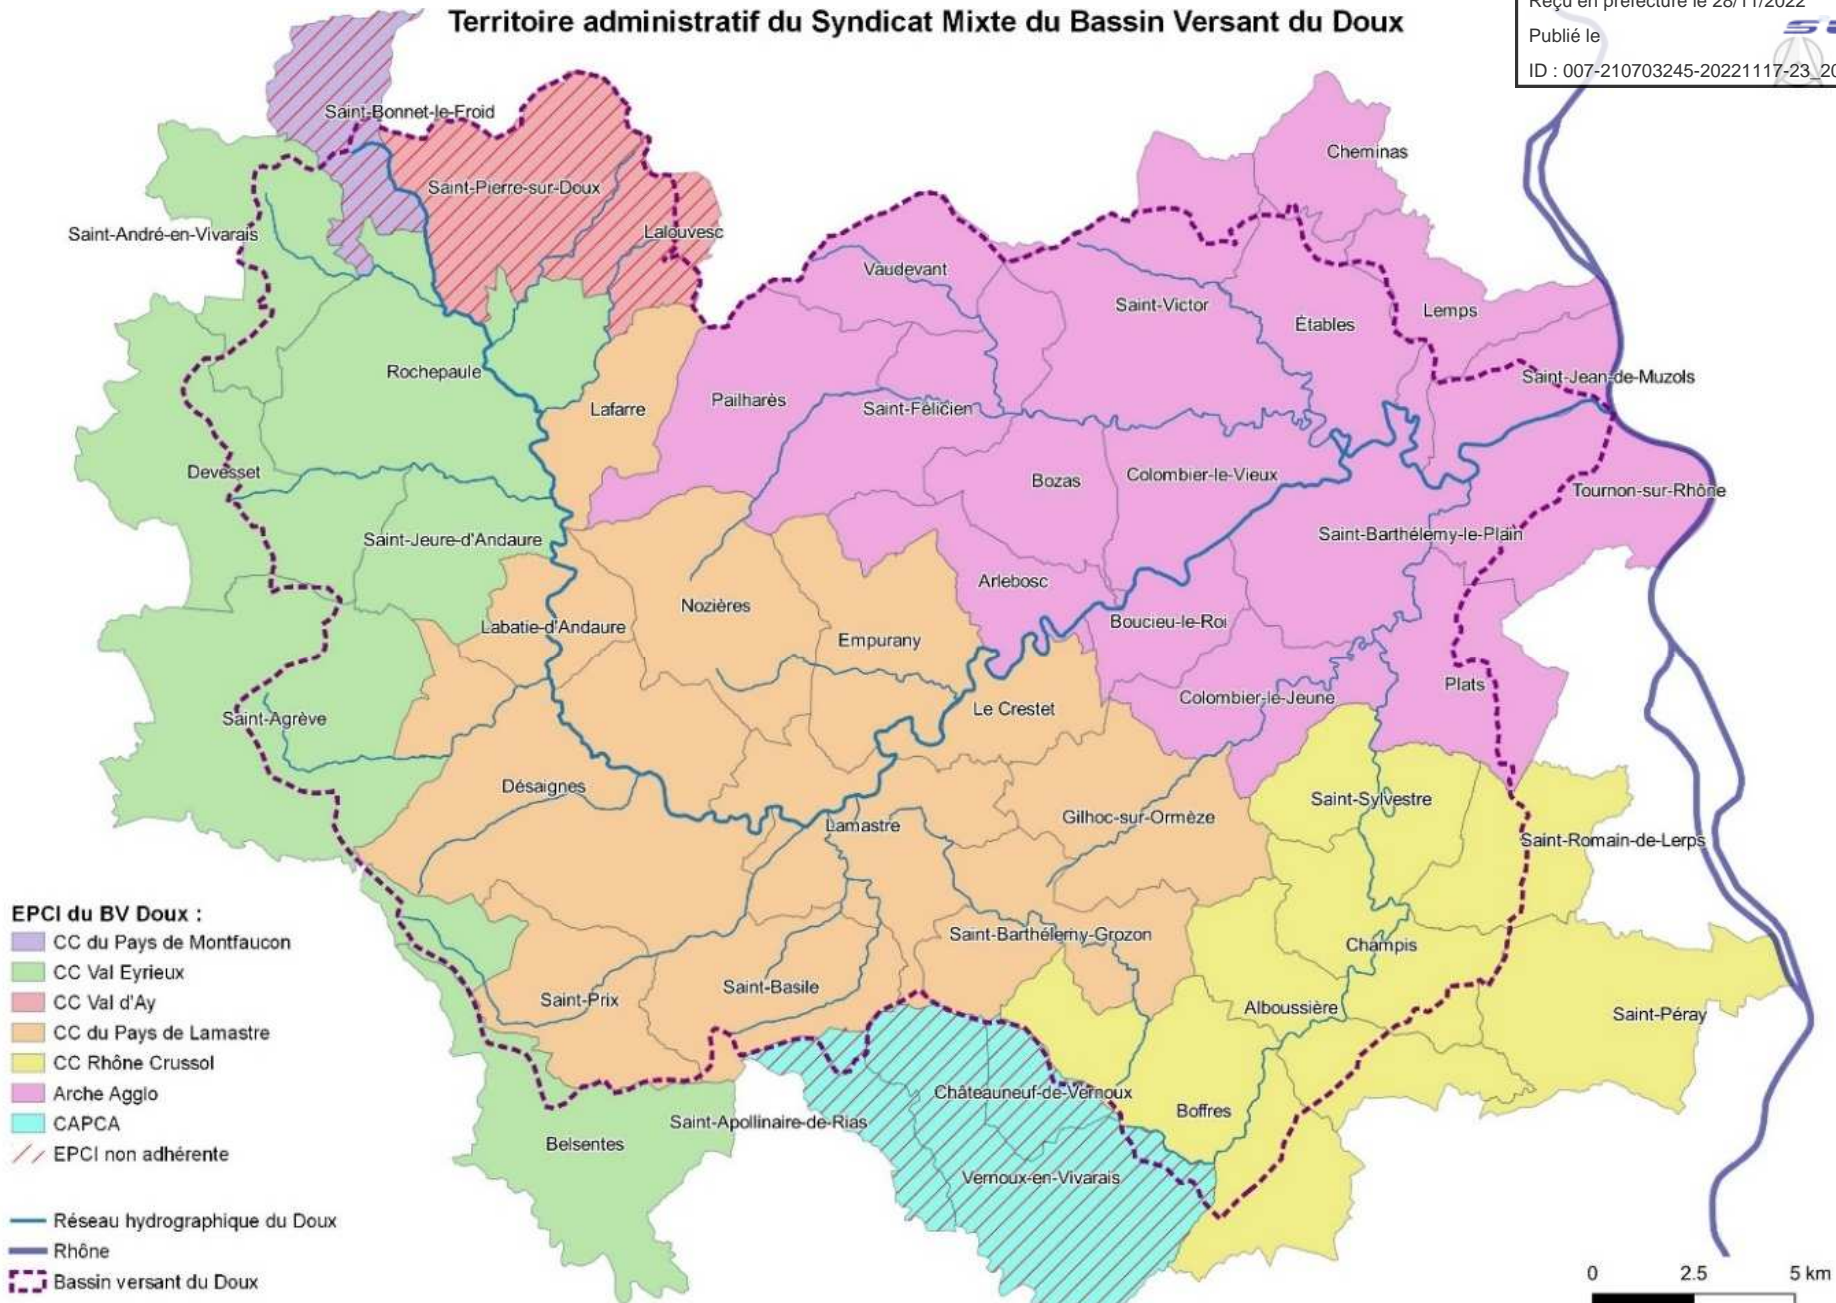 Territoire administratif du Syndicat Mixte du Bassin Versant du Doux
Reçu en préfecture le 28/11/2022
Publié le
ID : 007-210703245-20221117-23_20
Saint-Bonnet-le-Froid
Cheminas
Saint-Pierre-sur-Doux
Saint-André-en-Vivarais
Lalouvesc
Vaudevant
Saint-Victor
Lemps
Étables
Rochepaule
Saint-Jean-de-Muzols
Lafarre
Pailharès
Saint-Félicien
Devesset
Bozas
Colombier-le-Vieux
Tournon-sur-Rhône
Saint-Jeure-d'Andaure
Saint-Barthélemy-le-Plain
Arlebosc
Nozières
Labatie-d'Andaure
Empurany
Boucieu-le-Roi
Plats
Colombier-le-Jeune
Saint-Agrève
Le Crestet
Désaignes
Saint-Sylvestre
Lamastre
Gilhoc-sur-Ormèze
Saint-Romain-de-Lerps
Saint-Barthélemy-Grozon
Champis
Saint-Prix
Saint-Basile
Alboussière
Saint-Péray
Châteauneuf-de-Vernoux
Boffres
Saint-Apollinaire-de-Rias
Belsentes
Vernoux-en-Vivarais
EPCI du BV Doux :
CC du Pays de Montfaucon
CC Val Eyrieux
CC Val d'Ay
CC du Pays de Lamastre
CC Rhône Crussol
Arche Agglo
CAPCA
EPCI non adhérente
Réseau hydrographique du Doux
Rhône
Bassin versant du Doux
0 2.5 5 km